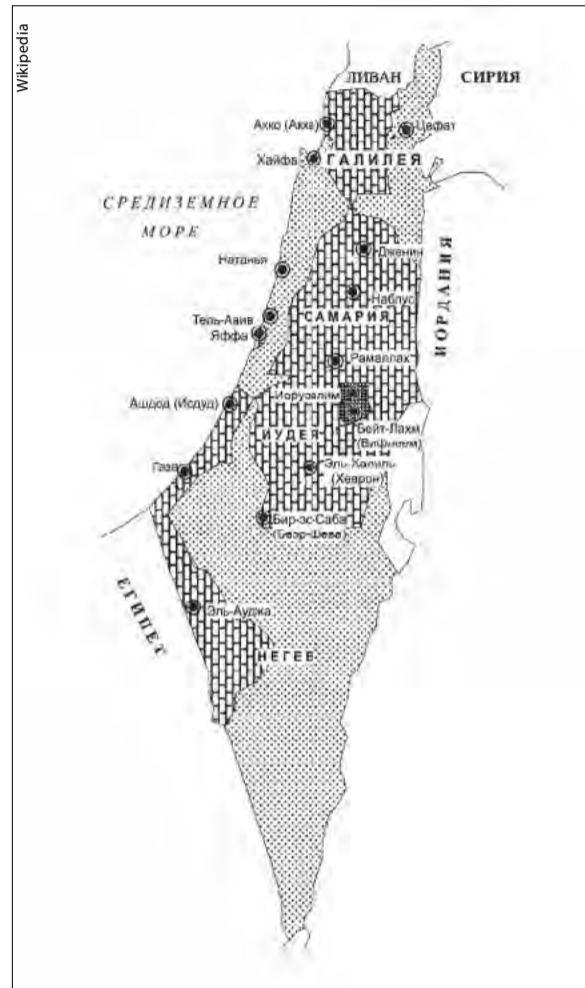 Wikipedia
ЛИВАН
СИРИЯ
Акко (Акка)
Цефат
Хайфа
ГАЛИЛЕЯ
СРЕДИЗЕМНОЕ
МОРЕ
Дженин
Натанья
ИОРДАНИЯ
Наблус
САМАРИЯ
Тель-Авив
Яффа
Рамаллах
Иерусалим
Ашдод (Исдуд)
Бейт-Лахм
(Вифлеем)
ИУДЕЯ
Эль-Халиль
(Хеврон)
Газа
Бир-эс-Саба
(Беэр-Шева)
ЕГИПЕТ
Эль-Ауджа
НЕГЕВ